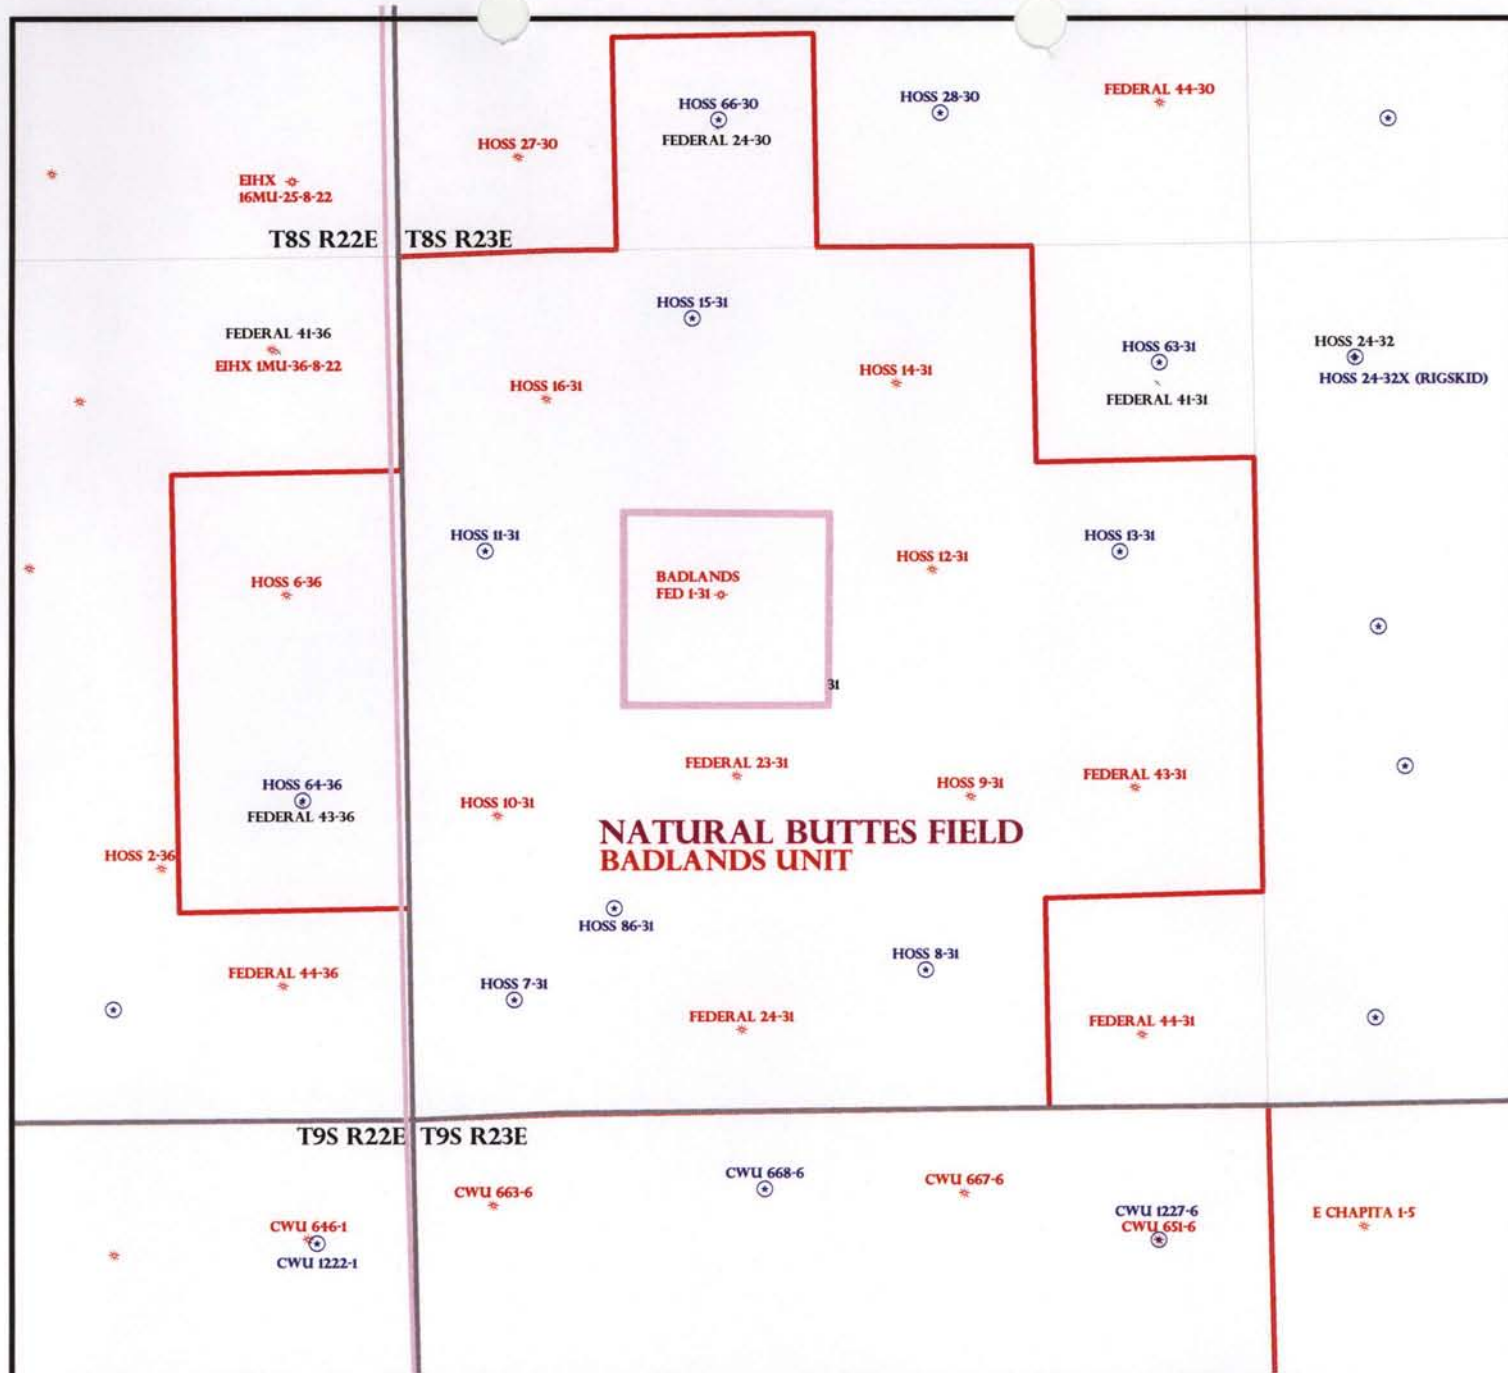 HOSS 66-30
FEDERAL 24-30
HOSS 28-30
FEDERAL 44-30
HOSS 27-30
EIHX
16MU-25-8-22
T8S R22E
T8S R23E
HOSS 15-31
FEDERAL 41-36
EIHX 1MU-36-8-22
HOSS 16-31
HOSS 14-31
HOSS 63-31
FEDERAL 41-31
HOSS 24-32
HOSS 24-32X (RIGSKID)
HOSS 11-31
HOSS 12-31
HOSS 13-31
HOSS 6-36
BADLANDS
FED 1-31
31
FEDERAL 23-31
HOSS 9-31
FEDERAL 43-31
HOSS 64-36
FEDERAL 43-36
HOSS 10-31
NATURAL BUTTES FIELD
BADLANDS UNIT
HOSS 2-36
HOSS 86-31
HOSS 8-31
FEDERAL 44-36
HOSS 7-31
FEDERAL 24-31
FEDERAL 44-31
T9S R22E
T9S R23E
CWU 663-6
CWU 668-6
CWU 667-6
CWU 1227-6
CWU 651-6
E CHAPITA 1-5
CWU 646-1
CWU 1222-1